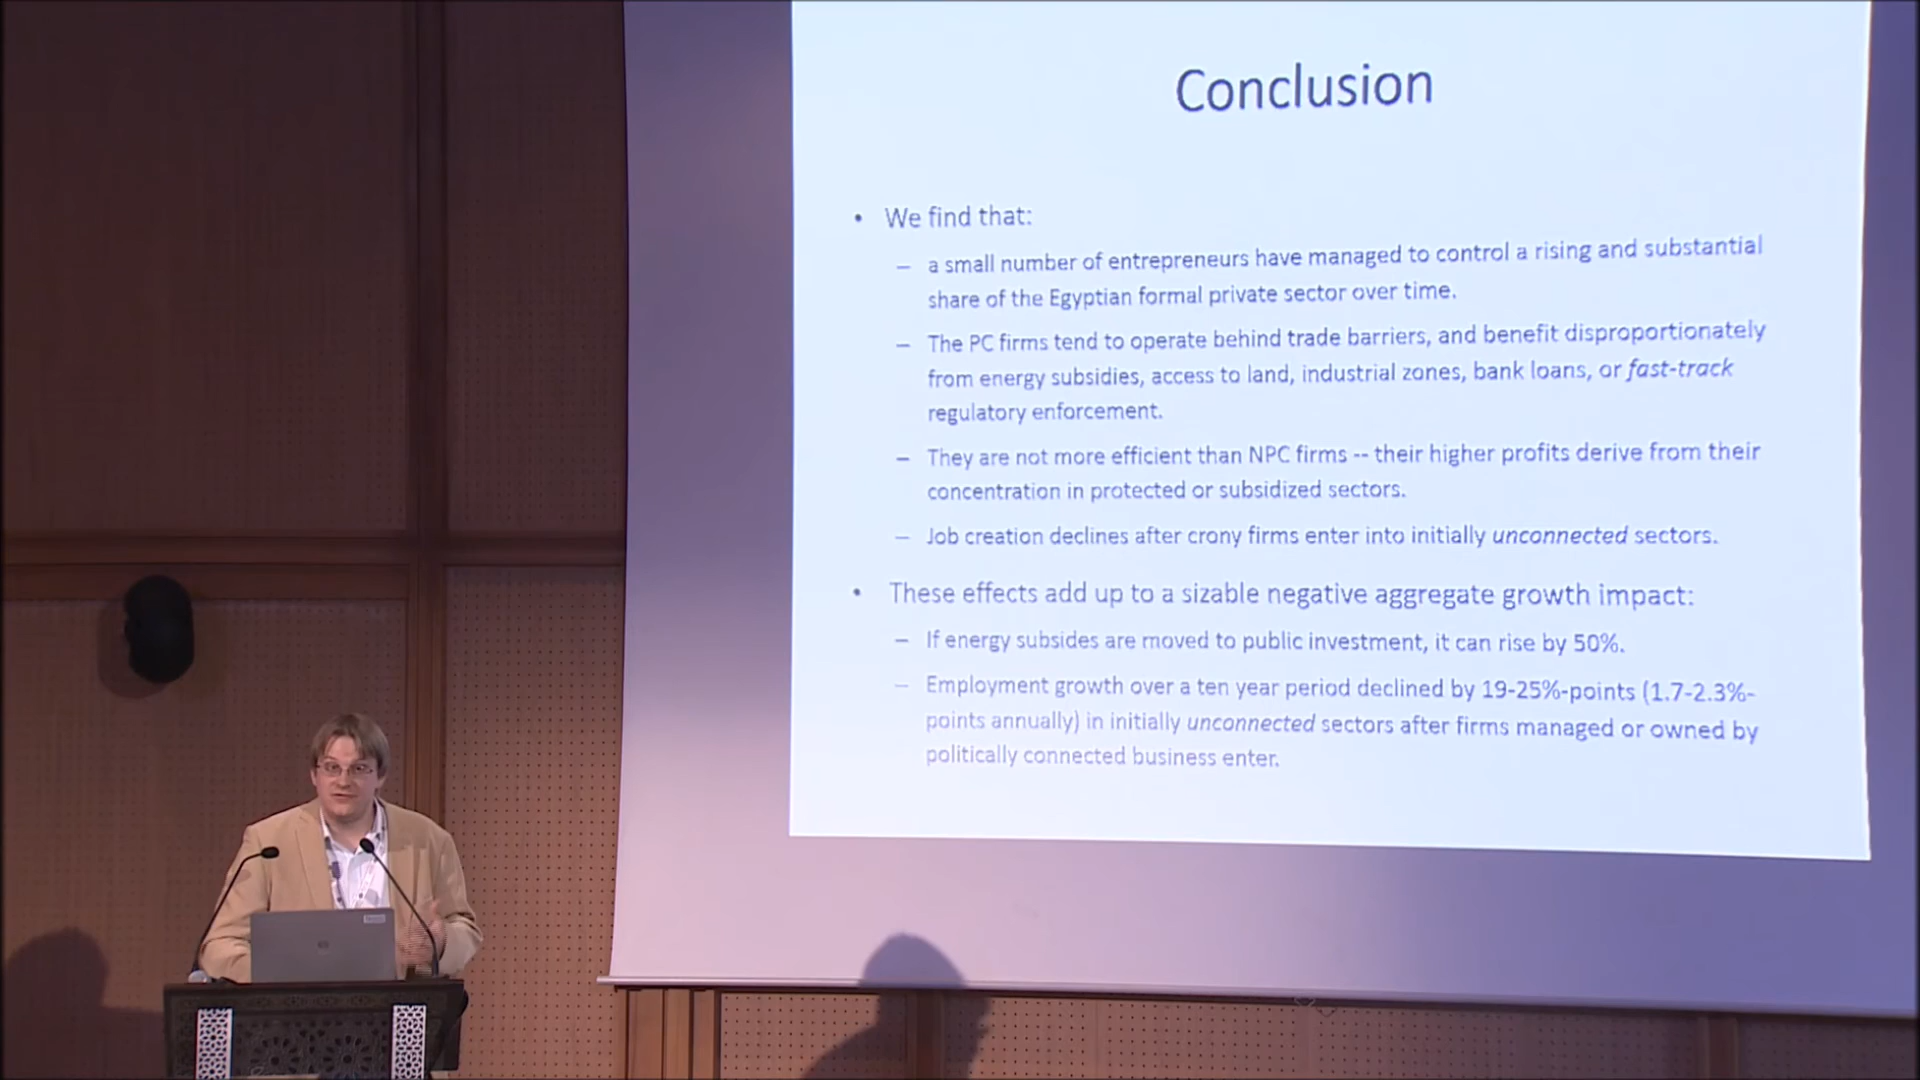 Conclusion
• We find that:
– a small number of entrepreneurs have managed to control a rising and substantial
share of the Egyptian formal private sector over time.
– The PC firms tend to operate behind trade barriers, and benefit disproportionately
from energy subsidies, access to land, industrial zones, bank loans, or fast-track
regulatory enforcement.
– They are not more efficient than NPC firms -- their higher profits derive from their
concentration in protected or subsidized sectors.
– Job creation declines after crony firms enter into initially unconnected sectors.
• These effects add up to a sizable negative aggregate growth impact:
– If energy subsides are moved to public investment, it can rise by 50%.
– Employment growth over a ten year period declined by 19-25%-points (1.7-2.3%-
points annually) in initially unconnected sectors after firms managed or owned by
politically connected business enter.